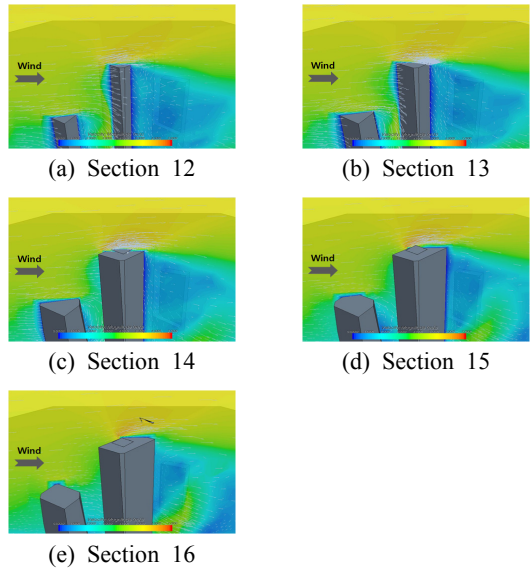 Wind
Wind
(a) Section 12
(b) Section 13
Wind
Wind
(c) Section 14
(d) Section 15
Wind
(e) Section 16